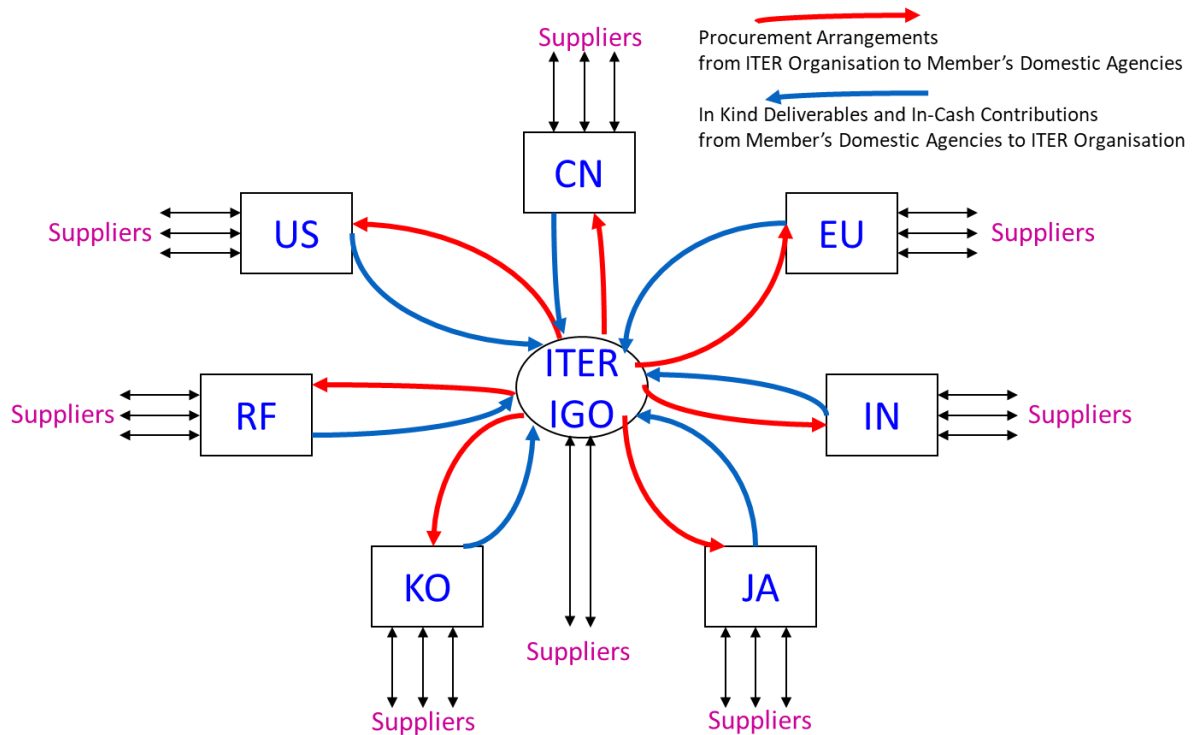 Suppliers
Procurement Arrangements
from ITER Organisation to Member's Domestic Agencies
In Kind Deliverables and In-Cash Contributions
from Member's Domestic Agencies to ITER Organisation
CN
Suppliers
US
EU
Suppliers
ITER
IGO
Suppliers
RF
IN
Suppliers
KO
JA
Suppliers
Suppliers
Suppliers